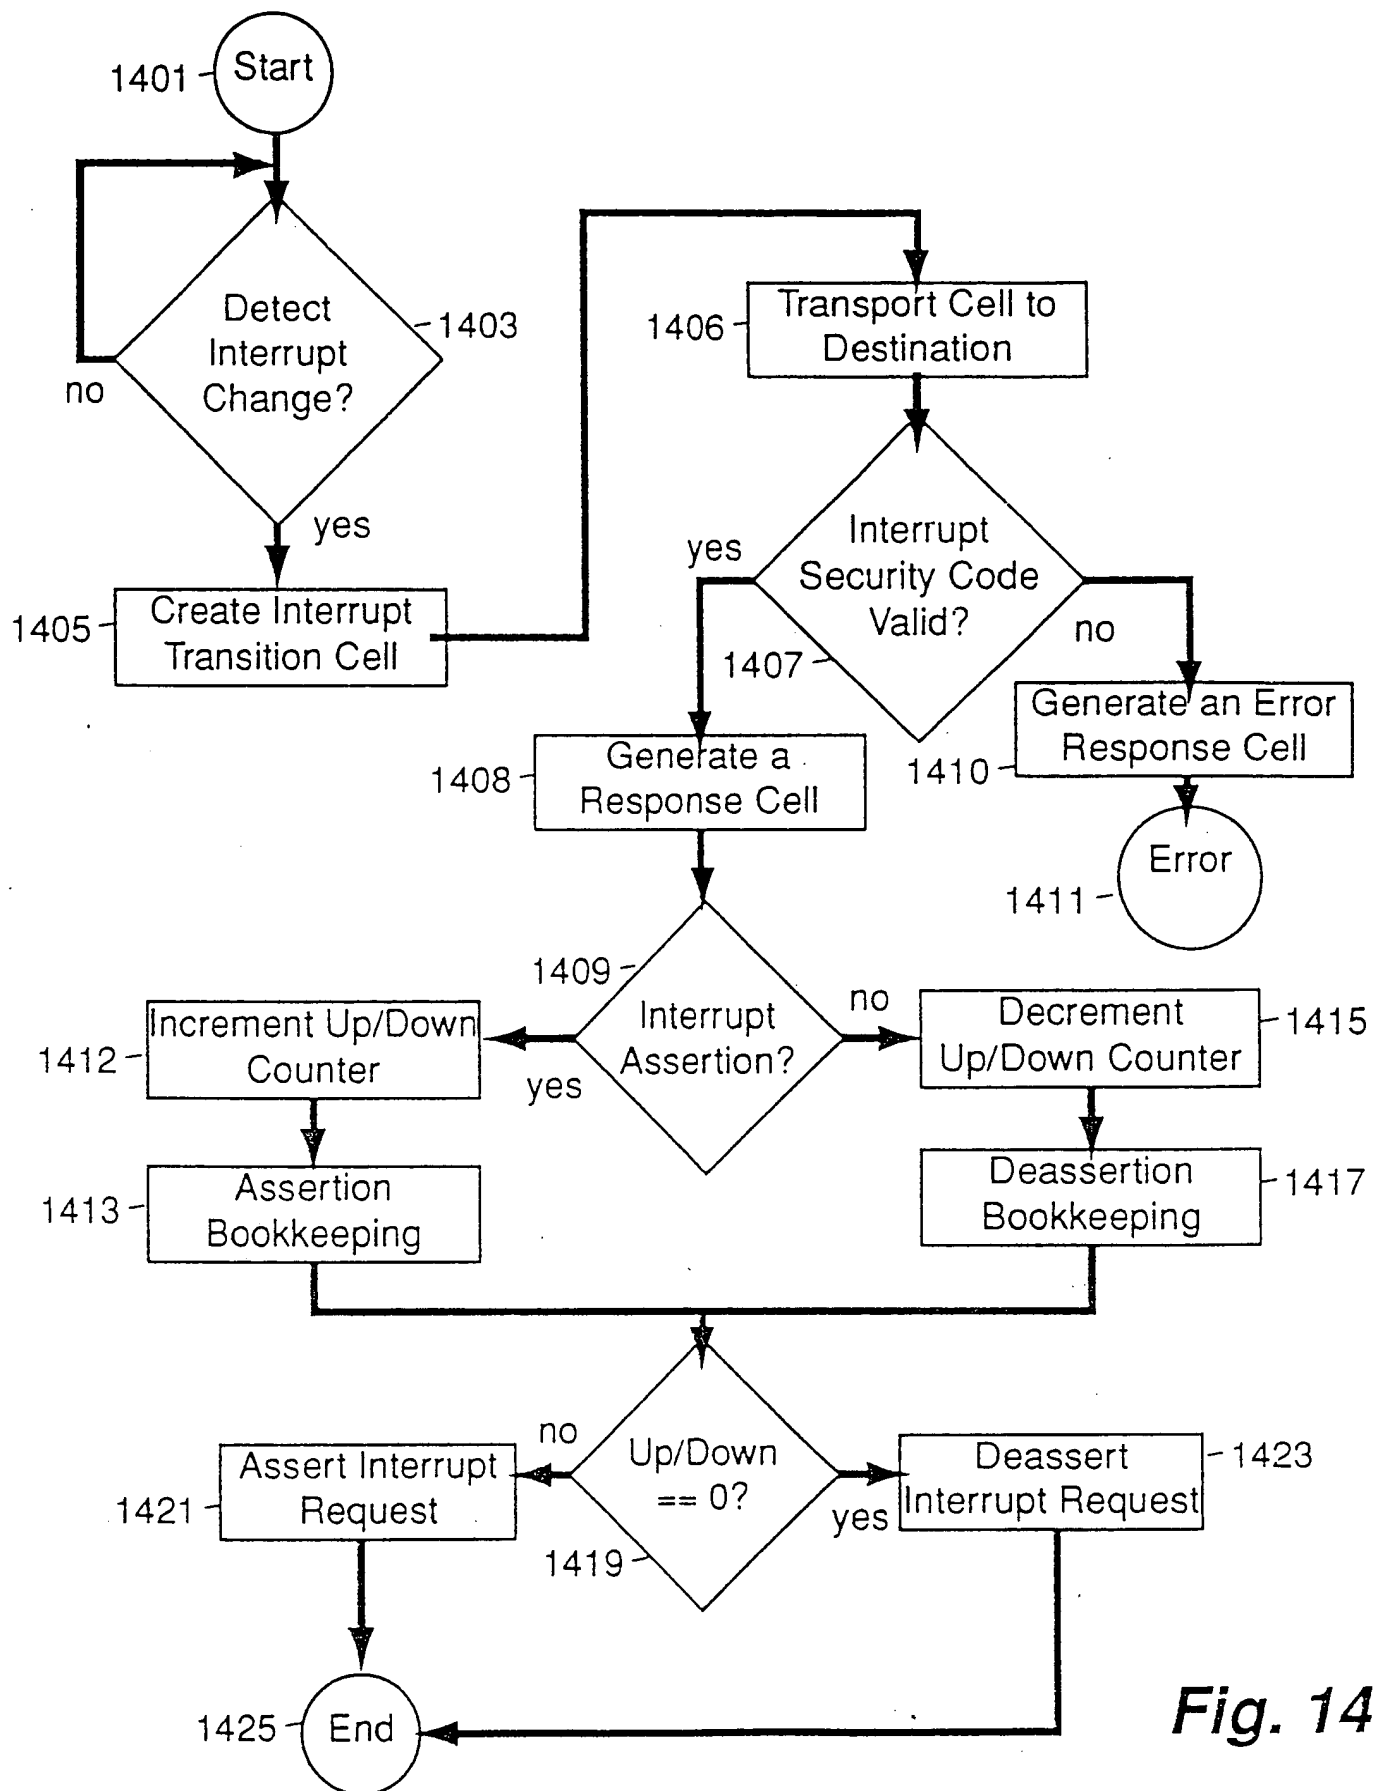 1401
Start
Detect
Interrupt
Change?
1403
no
yes
1405
Create Interrupt
Transition Cell
1406
Transport Cell to
Destination
Interrupt
Security Code
Valid?
yes
1407
no
1408
Generate a
Response Cell
Generate an Error
Response Cell
1410
Error
1411
1409
Interrupt
Assertion?
yes
no
Increment Up/Down
Counter
1412
Decrement
Up/Down Counter
1415
Assertion
Bookkeeping
1413
Deassertion
Bookkeeping
1417
Up/Down
== 0?
no
yes
1419
Assert Interrupt
Request
1421
Deassert
Interrupt Request
1423
1425
End
Fig. 14